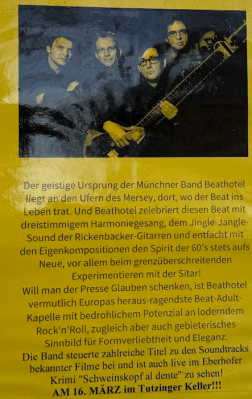 Der geistige Ursprung der Münchner Band Beathotel
liegt an den Ufern des Mersey, dort, wo der Beat ins
Leben trat. Und Beathotel zelebriert diesen Beat mit
dreistimmigem Harmoniegesang, dem Jingle-Jangle-
Sound der Rickenbacker-Gitarren und entfacht mit
den Eigenkompositionen den Spirit der 60's stets aufs
Neue, vor allem beim grenzüberschreitenden
Experimentieren mit der Sitar!
Will man der Presse Glauben schenken, ist Beathotel
vermutlich Europas heraus-ragendste Beat-Adult-
Kapelle mit bedrohlichem Potenzial an loderndem
Rock'n'Roll, zugleich aber auch gebieterisches
Sinnbild für Formverliebtheit und Eleganz.
Die Band steuerte zahlreiche Titel zu den Soundtracks
bekannter Filme bei und ist auch live im Eberhofer
Krimi "Schweinskopf al dente" zu sehen!
AM 16. MÄRZ im Tutzinger Keller!!!